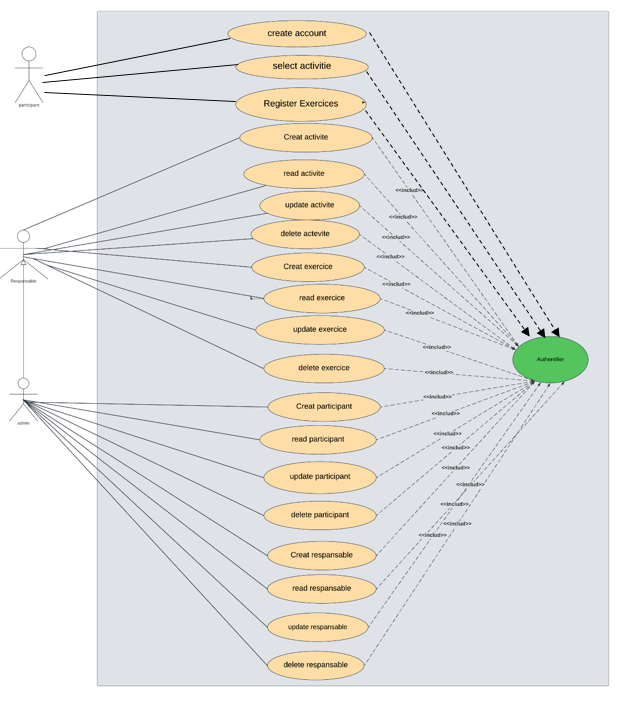 create account
select activitie
Register Exercices
participant
Creat activite
read activite
<<includ>>
update activite
<<includ>>
delete actevite
<<includ>>
Responsable
Creat exercice
<<includ>>
read exercice
<<includ>>
<<includ>>
update exercice
<<includ>>
Authentifier
delete exercice
<<includ>>
admin
Creat participant
<<includ>>
<<includ>>
read participant
<<includ>>
<<includ>>
update participant
<<includ>>
<<includ>>
delete participant
<<includ>>
<<includ>>
Creat respansable
read respansable
update respansable
delete respansable